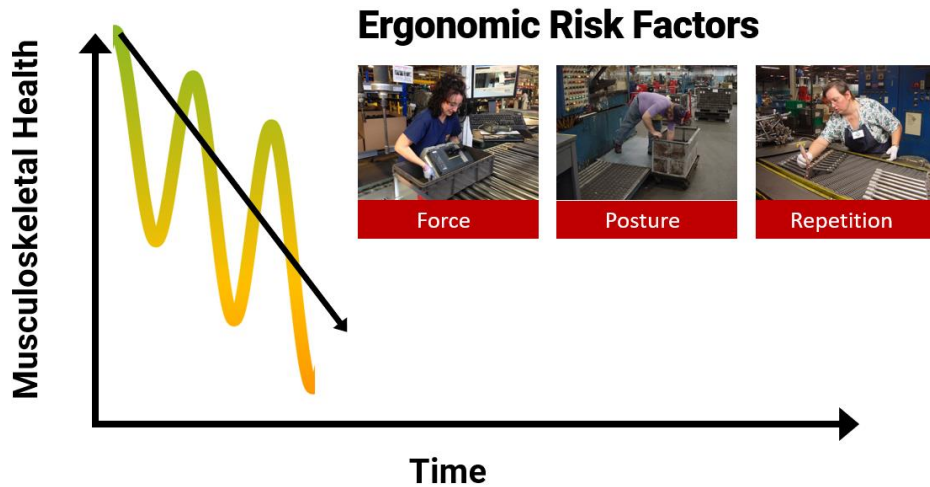 Ergonomic Risk Factors
Musculoskeletal Health
Force
Posture
Repetition
Time